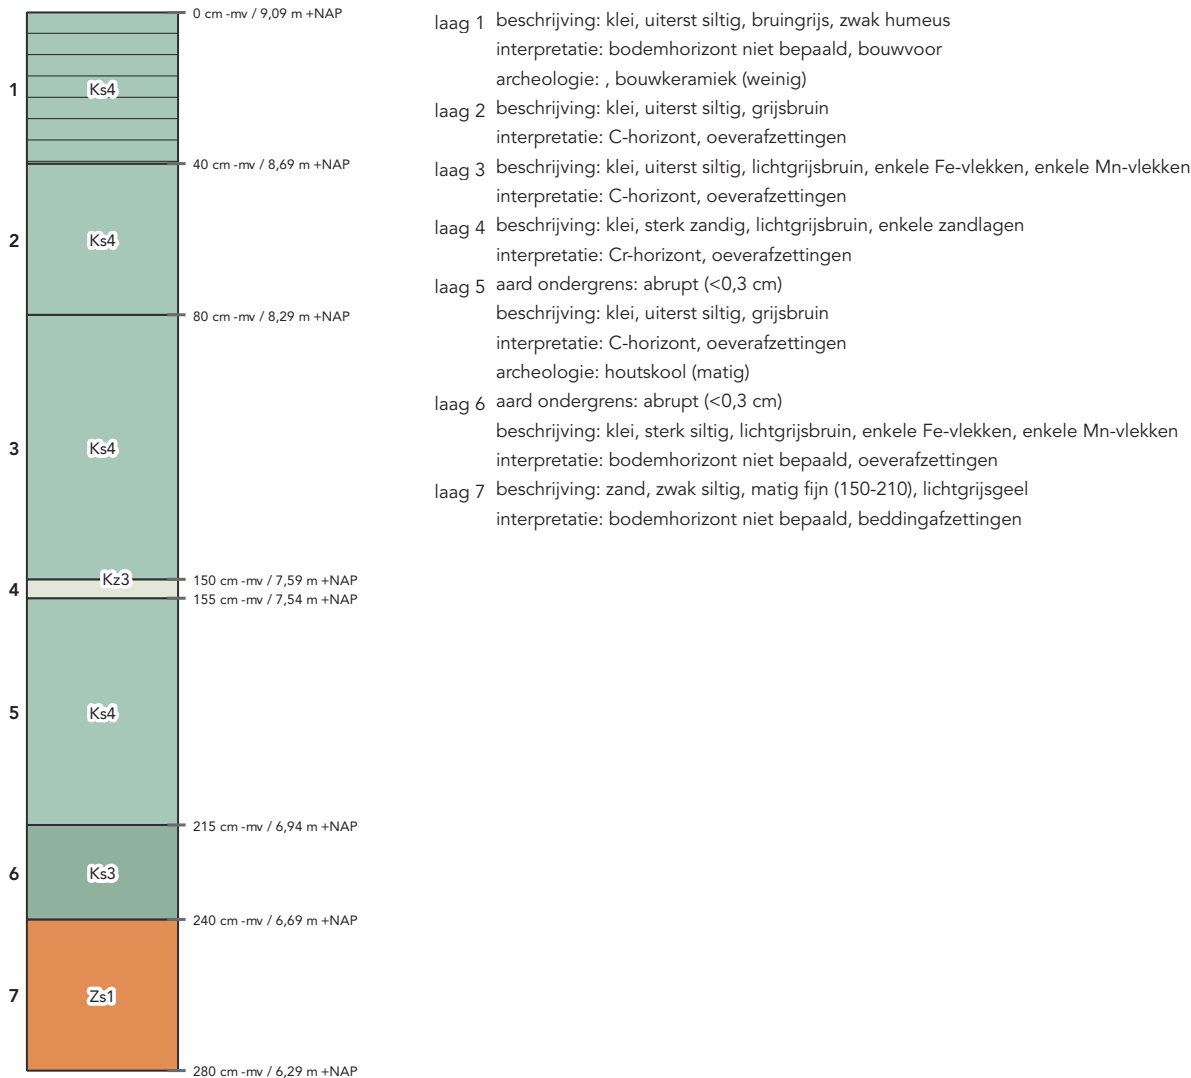 0 cm -mv / 9,09 m +NAP
1
Ks4
40 cm -mv / 8,69 m +NAP
2
Ks4
80 cm -mv / 8,29 m +NAP
3
Ks4
Kz3
150 cm -mv / 7,59 m +NAP
4
155 cm -mv / 7,54 m +NAP
5
Ks4
215 cm -mv / 6,94 m +NAP
6
Ks3
240 cm -mv / 6,69 m +NAP
7
Zs1
280 cm -mv / 6,29 m +NAP
laag 1 beschrijving: klei, uiterst siltig, bruingrijs, zwak humeus
interpretatie: bodemhorizont niet bepaald, bouwvoor
archeologie: , bouwkeramiek (weinig)
laag 2 beschrijving: klei, uiterst siltig, grijsbruin
interpretatie: C-horizont, oeverafzettingen
laag 3 beschrijving: klei, uiterst siltig, lichtgrijsbruin, enkele Fe-vlekken, enkele Mn-vlekken
interpretatie: C-horizont, oeverafzettingen
laag 4 beschrijving: klei, sterk zandig, lichtgrijsbruin, enkele zandlagen
interpretatie: Cr-horizont, oeverafzettingen
laag 5 aard ondergrens: abrupt (<0,3 cm)
beschrijving: klei, uiterst siltig, grijsbruin
interpretatie: C-horizont, oeverafzettingen
archeologie: houtskool (matig)
laag 6 aard ondergrens: abrupt (<0,3 cm)
beschrijving: klei, sterk siltig, lichtgrijsbruin, enkele Fe-vlekken, enkele Mn-vlekken
interpretatie: bodemhorizont niet bepaald, oeverafzettingen
laag 7 beschrijving: zand, zwak siltig, matig fijn (150-210), lichtgrijsgeel
interpretatie: bodemhorizont niet bepaald, beddingafzettingen